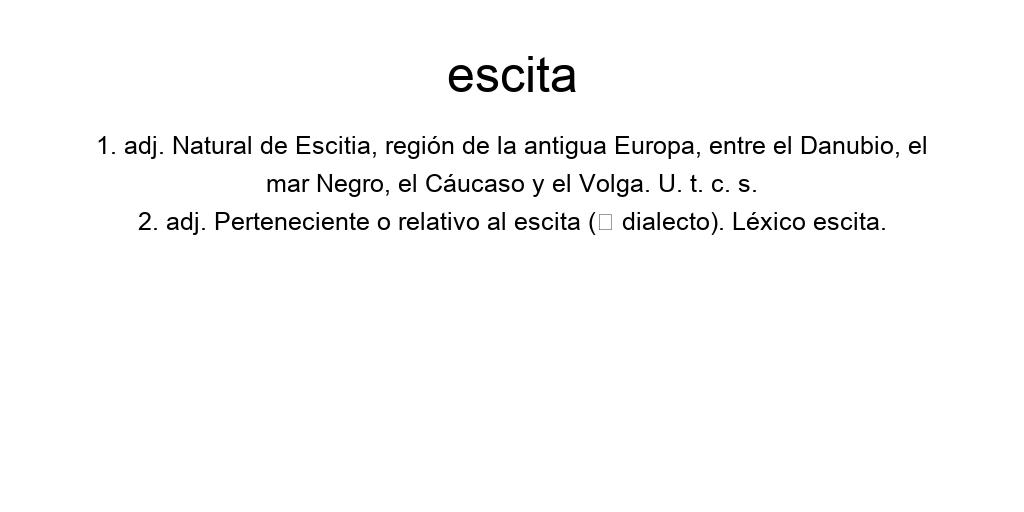 escita
1. adj. Natural de Escitia, región de la antigua Europa, entre el Danubio, el
mar Negro, el Cáucaso y el Volga. U. t. c. s.
2. adj. Perteneciente o relativo al escita (□ dialecto). Léxico escita.